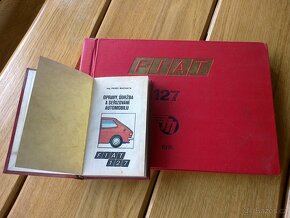 FIAT
127
OPRAVY, ÚDRŽBA
A SEŘIZOVÁNÍ
AUTOMOBILU
FIAT
127